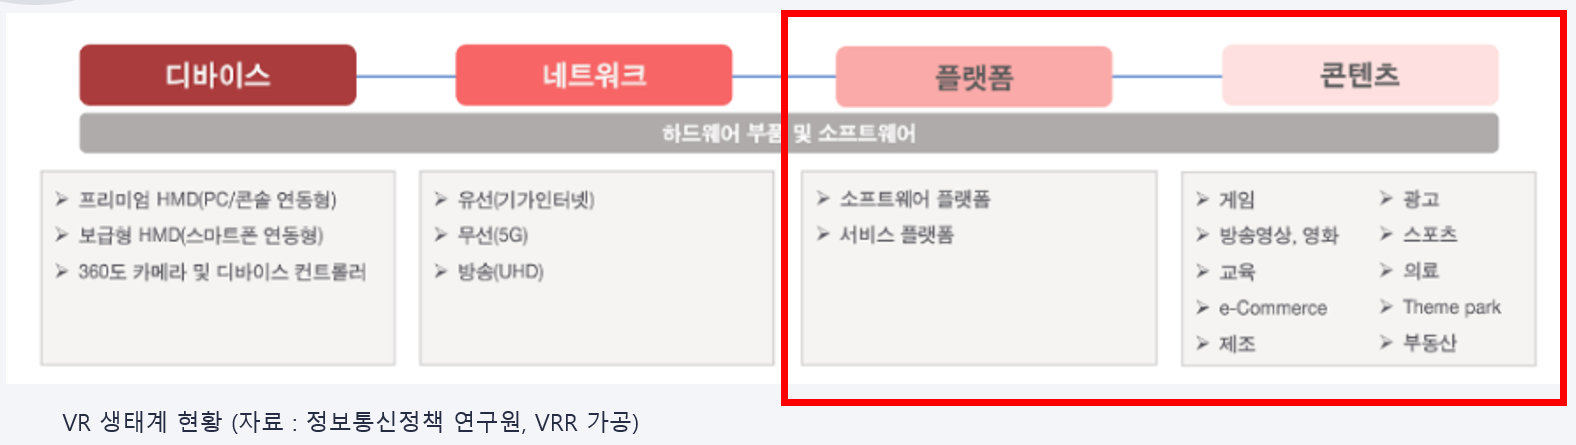 디바이스
네트워크
플랫폼
콘텐츠
하드웨어 부품 및 소프트웨어
➢ 프리미엄 HMD(PC/콘솔 연동형)
➢ 보급형 HMD(스마트폰 연동형)
➢ 360도 카메라 및 디바이스 컨트롤러
➢ 유선(기가인터넷)
➢ 무선(5G)
➢ 방송(UHD)
➢ 소프트웨어 플랫폼
➢ 서비스 플랫폼
➢ 게임
➢ 방송영상, 영화
➢ 교육
➢ e-Commerce
➢ 제조
➢ 광고
➢ 스포츠
➢ 의료
➢ Theme park
➢ 부동산
VR 생태계 현황 (자료 : 정보통신정책 연구원, VRR 가공)